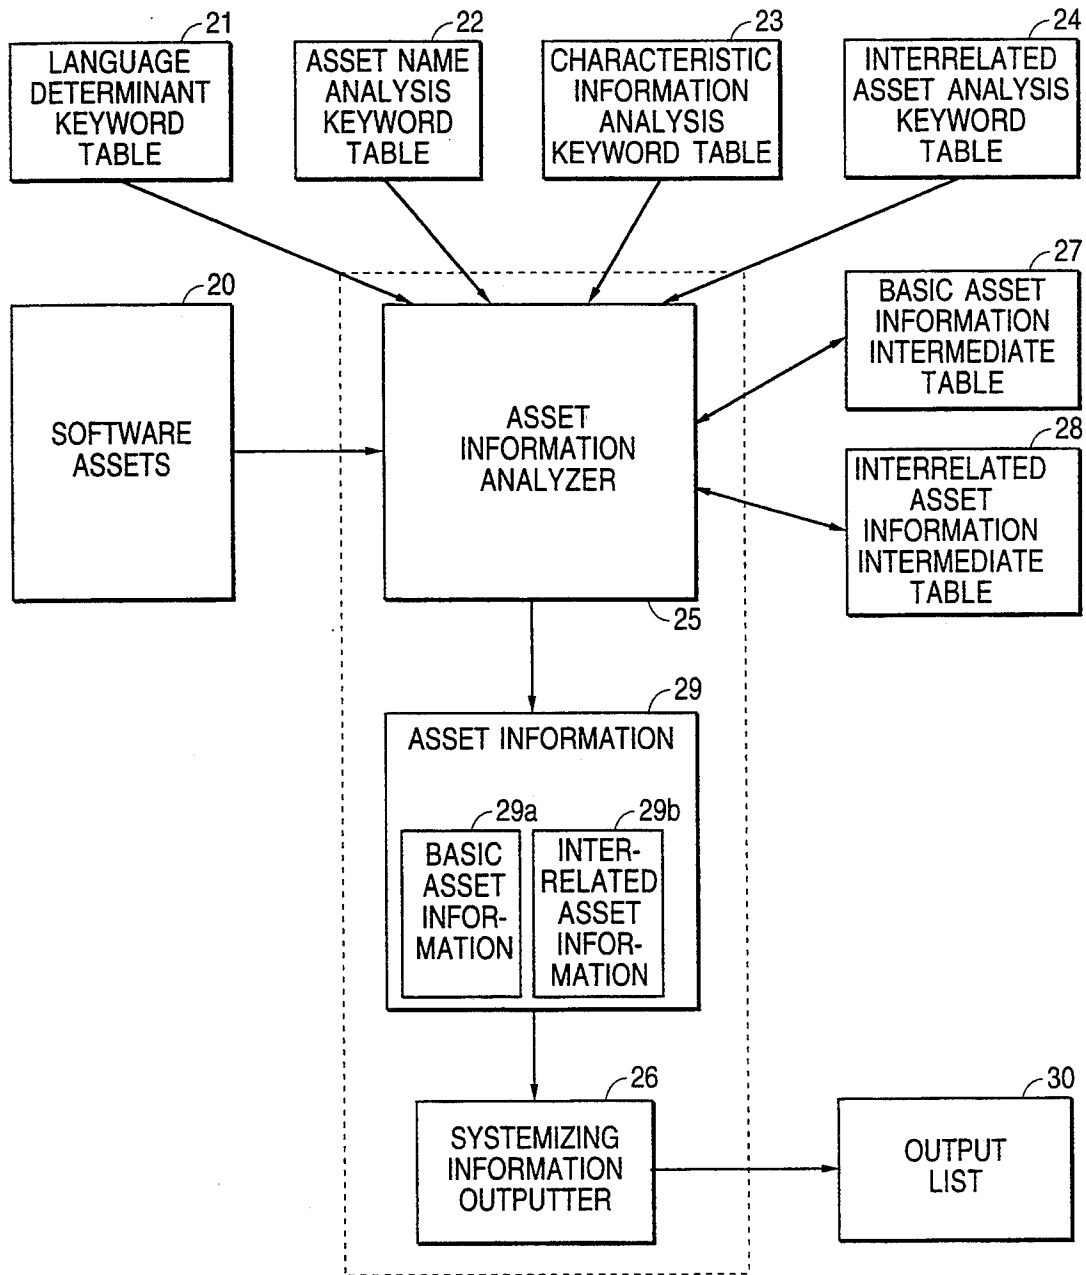 21
LANGUAGE
DETERMINANT
KEYWORD
TABLE
22
ASSET NAME
ANALYSIS
KEYWORD
TABLE
23
CHARACTERISTIC
INFORMATION
ANALYSIS
KEYWORD TABLE
24
INTERRELATED
ASSET ANALYSIS
KEYWORD
TABLE
20
SOFTWARE
ASSETS
ASSET
INFORMATION
ANALYZER
25
27
BASIC ASSET
INFORMATION
INTERMEDIATE
TABLE
28
INTERRELATED
ASSET
INFORMATION
INTERMEDIATE
TABLE
29
ASSET INFORMATION
29a
BASIC
ASSET
INFOR-
MATION
29b
INTER-
RELATED
ASSET
INFOR-
MATION
26
SYSTEMIZING
INFORMATION
OUTPUTTER
30
OUTPUT
LIST